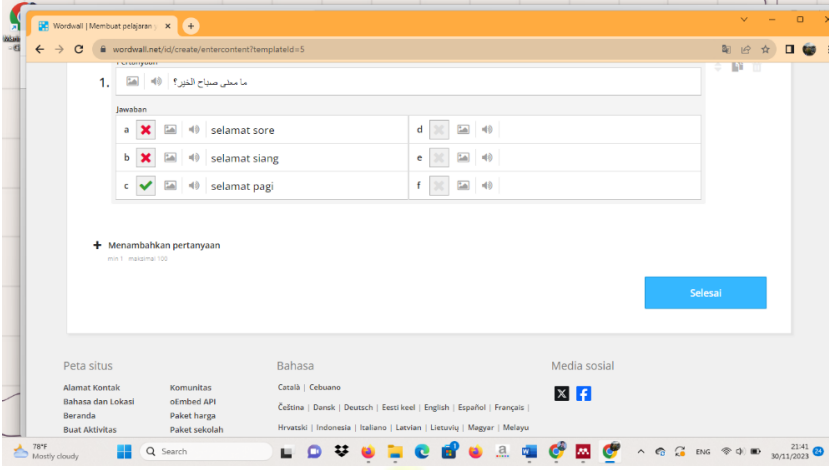 Wordwall | Membuat pelajaran
wordwall.net/id/create/entercontent?templateId=5
Pertanyaan
1. ما معنى صباح الخير؟
Jawaban
a selamat sore
d
b selamat siang
e
c selamat pagi
f
Menambahkan pertanyaan
min 1 maksimal 100
Selesai
Peta situs
Bahasa
Media sosial
Alamat Kontak
Komunitas
Català | Cebuano
Bahasa dan Lokasi
oEmbed API
Čeština | Dansk | Deutsch | Eesti keel | English | Español | Français |
Beranda
Paket harga
Hrvatski | Indonesia | Italiano | Latvian | Lietuvių | Magyar | Melayu
Buat Aktivitas
Paket sekolah
78°F
Mostly cloudy
Search
ENG
21:41
30/11/2023